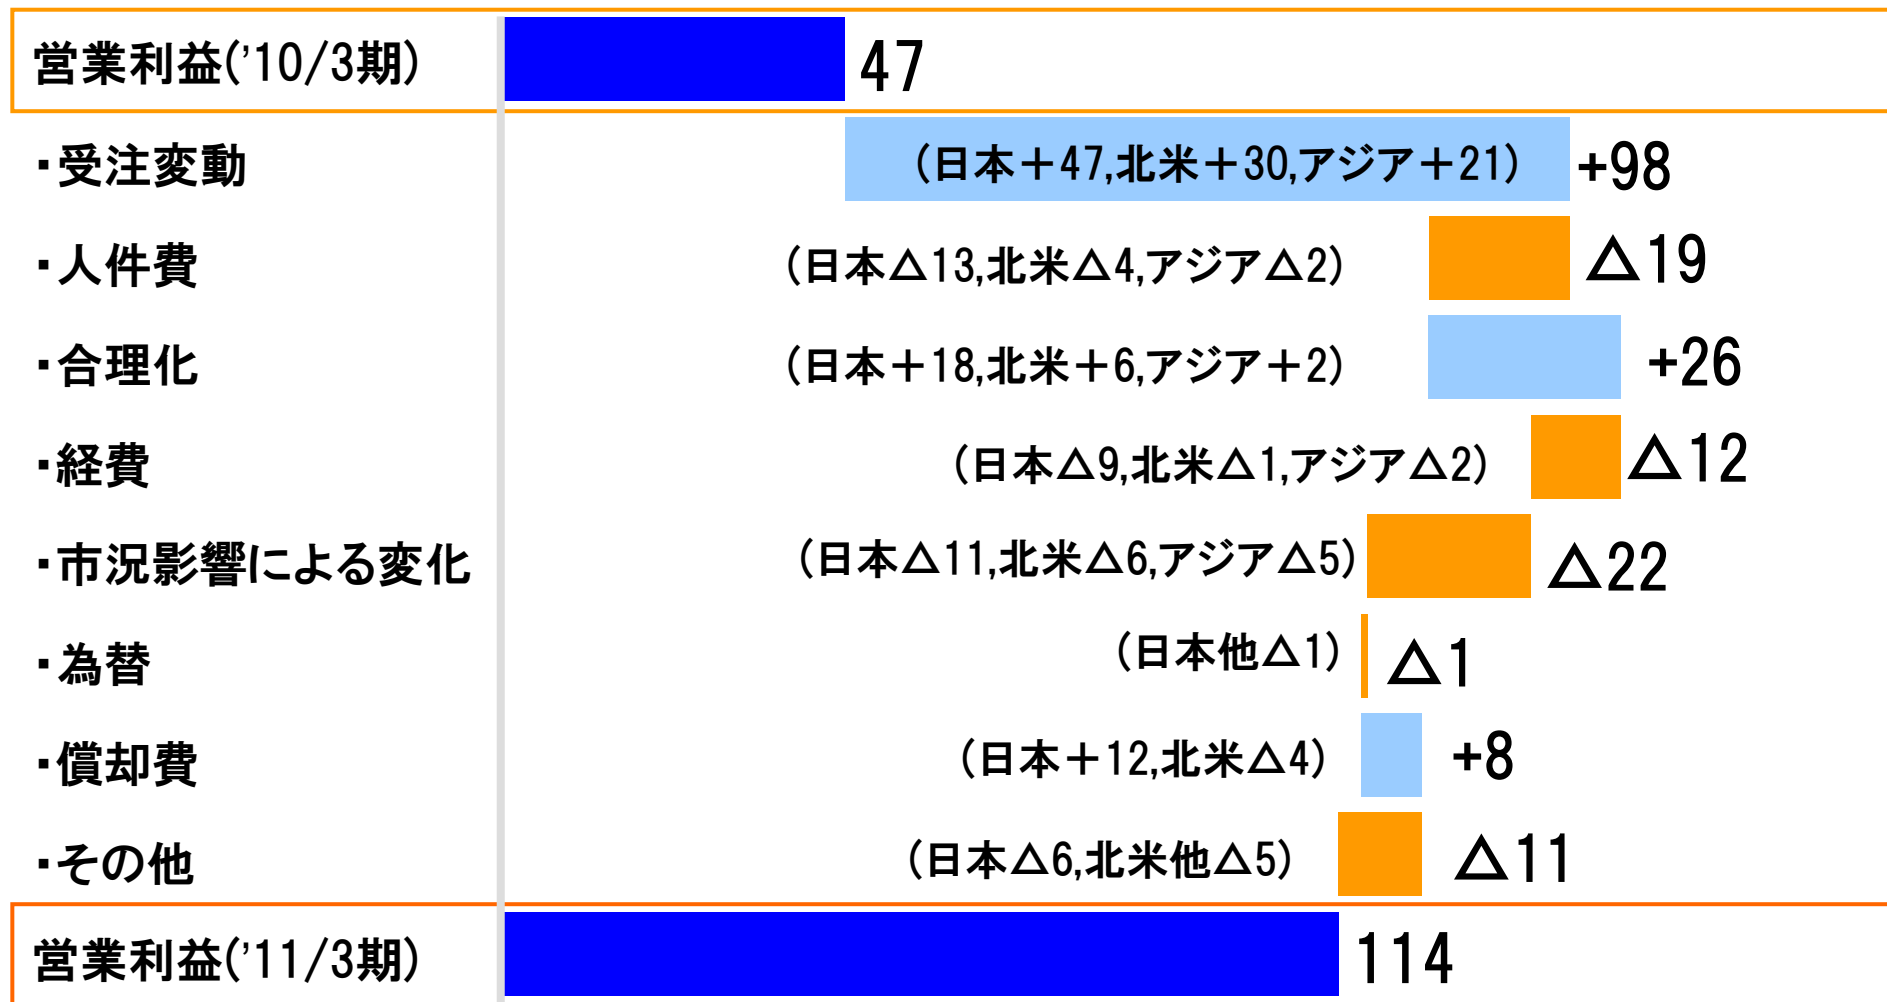 営業利益('10/3期) 47
・受注変動 (日本＋47,北米＋30,アジア＋21) +98
・人件費 (日本△13,北米△4,アジア△2) △19
・合理化 (日本＋18,北米＋6,アジア＋2) +26
・経費 (日本△9,北米△1,アジア△2) △12
・市況影響による変化 (日本△11,北米△6,アジア△5) △22
・為替 (日本他△1) △1
・償却費 (日本＋12,北米△4) +8
・その他 (日本△6,北米他△5) △11
営業利益('11/3期) 114